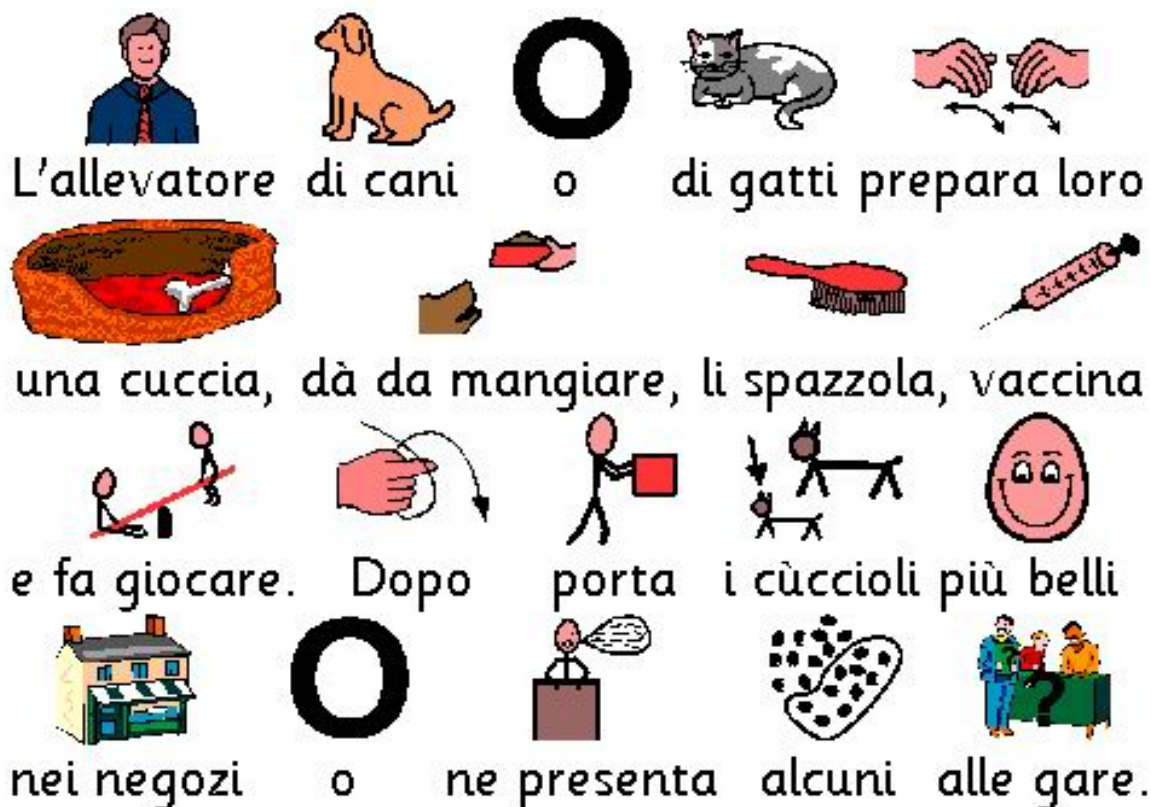 L'allevatore di cani o di gatti prepara loro
una cuccia, dà da mangiare, li spazzola, vaccina
e fa giocare. Dopo porta i cùccioli più belli
nei negozi o ne presenta alcuni alle gare.